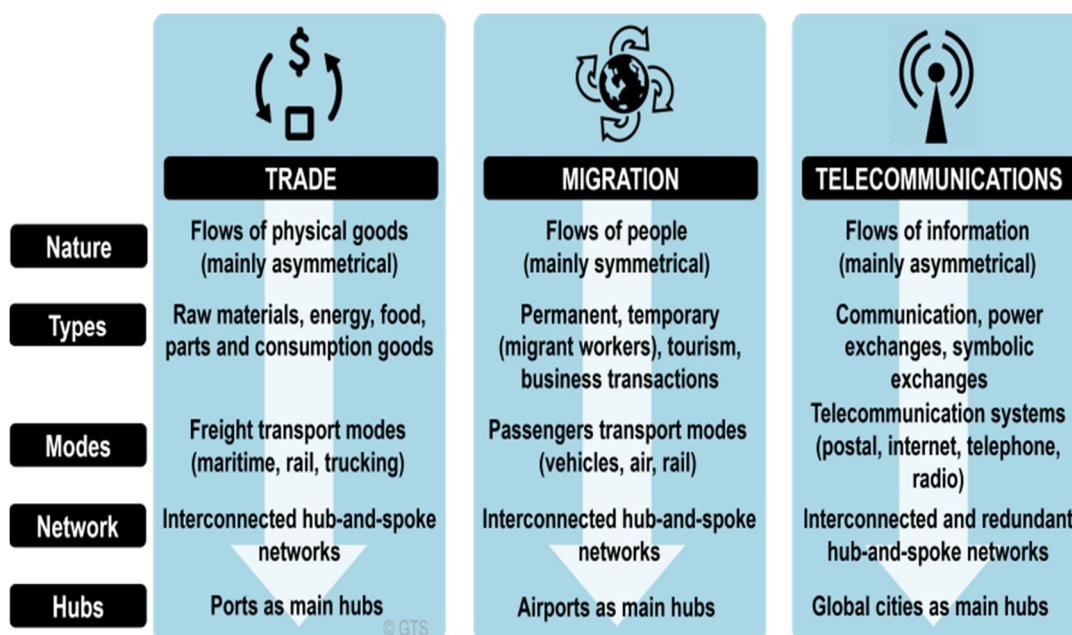 $
TRADE
MIGRATION
TELECOMMUNICATIONS
Nature
Flows of physical goods
(mainly asymmetrical)
Flows of people
(mainly symmetrical)
Flows of information
(mainly asymmetrical)
Types
Raw materials, energy, food,
parts and consumption goods
Permanent, temporary
(migrant workers), tourism,
business transactions
Communication, power
exchanges, symbolic
exchanges
Modes
Freight transport modes
(maritime, rail, trucking)
Passengers transport modes
(vehicles, air, rail)
Telecommunication systems
(postal, internet, telephone,
radio)
Network
Interconnected hub-and-spoke
networks
Interconnected hub-and-spoke
networks
Interconnected and redundant
hub-and-spoke networks
Hubs
Ports as main hubs
Airports as main hubs
Global cities as main hubs
© GTS